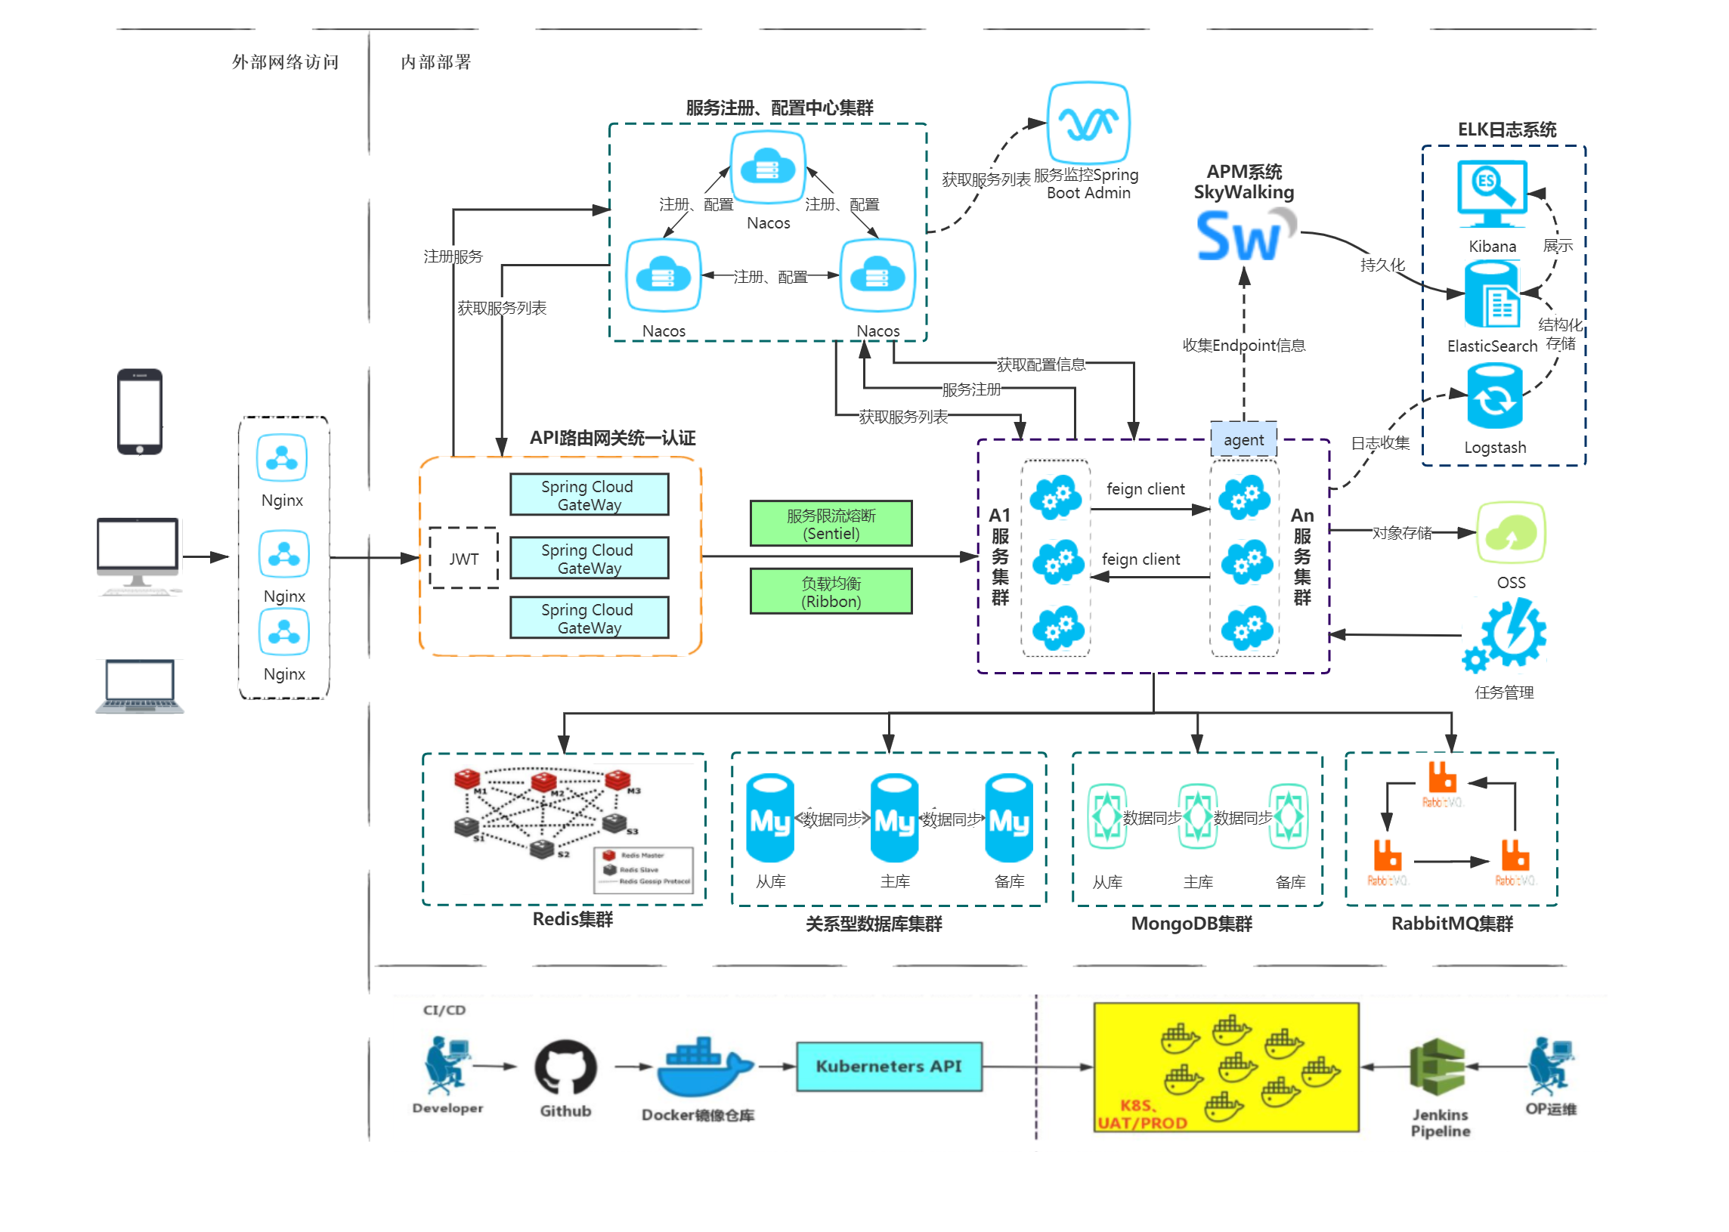 外部网络访问
内部部署
服务注册、配置中心集群
Nacos
注册、配置
注册、配置
注册、配置
Nacos
Nacos
获取服务列表
服务监控Spring
Boot Admin
APM系统
SkyWalking
Sw
ELK日志系统
ES
Kibana
展示
持久化
ElasticSearch
结构化
存储
Logstash
日志收集
收集Endpoint信息
注册服务
获取服务列表
获取配置信息
服务注册
获取服务列表
Nginx
Nginx
Nginx
API路由网关统一认证
JWT
Spring Cloud
GateWay
Spring Cloud
GateWay
Spring Cloud
GateWay
服务限流熔断
(Sentiel)
负载均衡
(Ribbon)
agent
A1
服
务
集
群
feign client
feign client
An
服
务
集
群
对象存储
OSS
任务管理
M1
M2
M3
S1
S2
S3
Redis Master
Redis Slave
Redis Gossip Protocol
Redis集群
My
数据同步
My
数据同步
My
从库
主库
备库
关系型数据库集群
数据同步
数据同步
从库
主库
备库
MongoDB集群
RabbitMQ.
RabbitMQ.
RabbitMQ.
RabbitMQ集群
CI/CD
Developer
Github
Docker镜像仓库
Kuberneters API
K8S、
UAT/PROD
Jenkins
Pipeline
OP运维